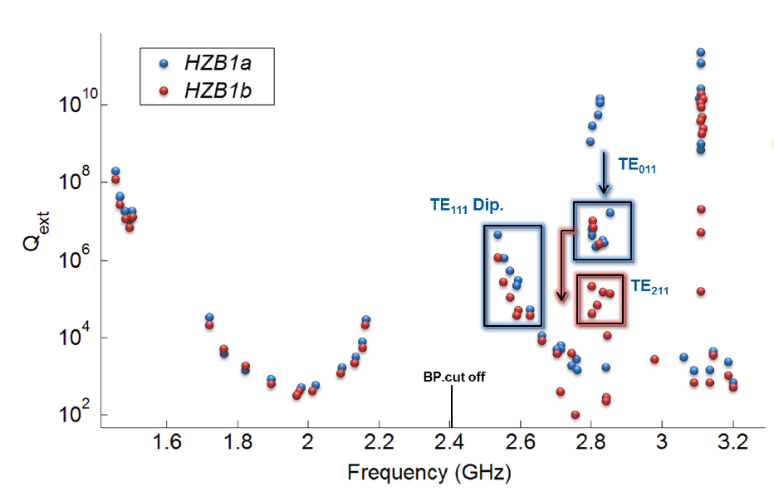 HZB1a
HZB1b
10^10
10^8
10^6
10^4
10^2
Q_ext
TE_011
TE_111 Dip.
TE_211
BP.cut off
1.6
1.8
2
2.2
2.4
2.6
2.8
3
3.2
Frequency (GHz)